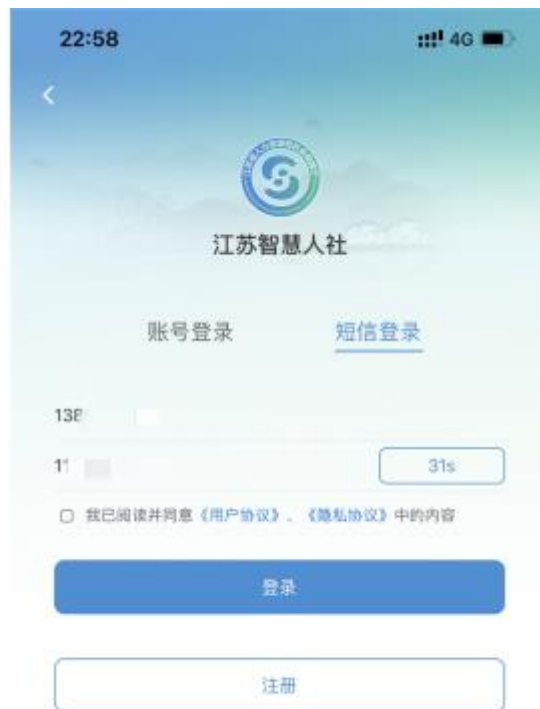 22:58 4G
江苏智慧人社
账号登录 短信登录
138
31s
我已阅读并同意《用户协议》、《隐私协议》中的内容
登录
注册